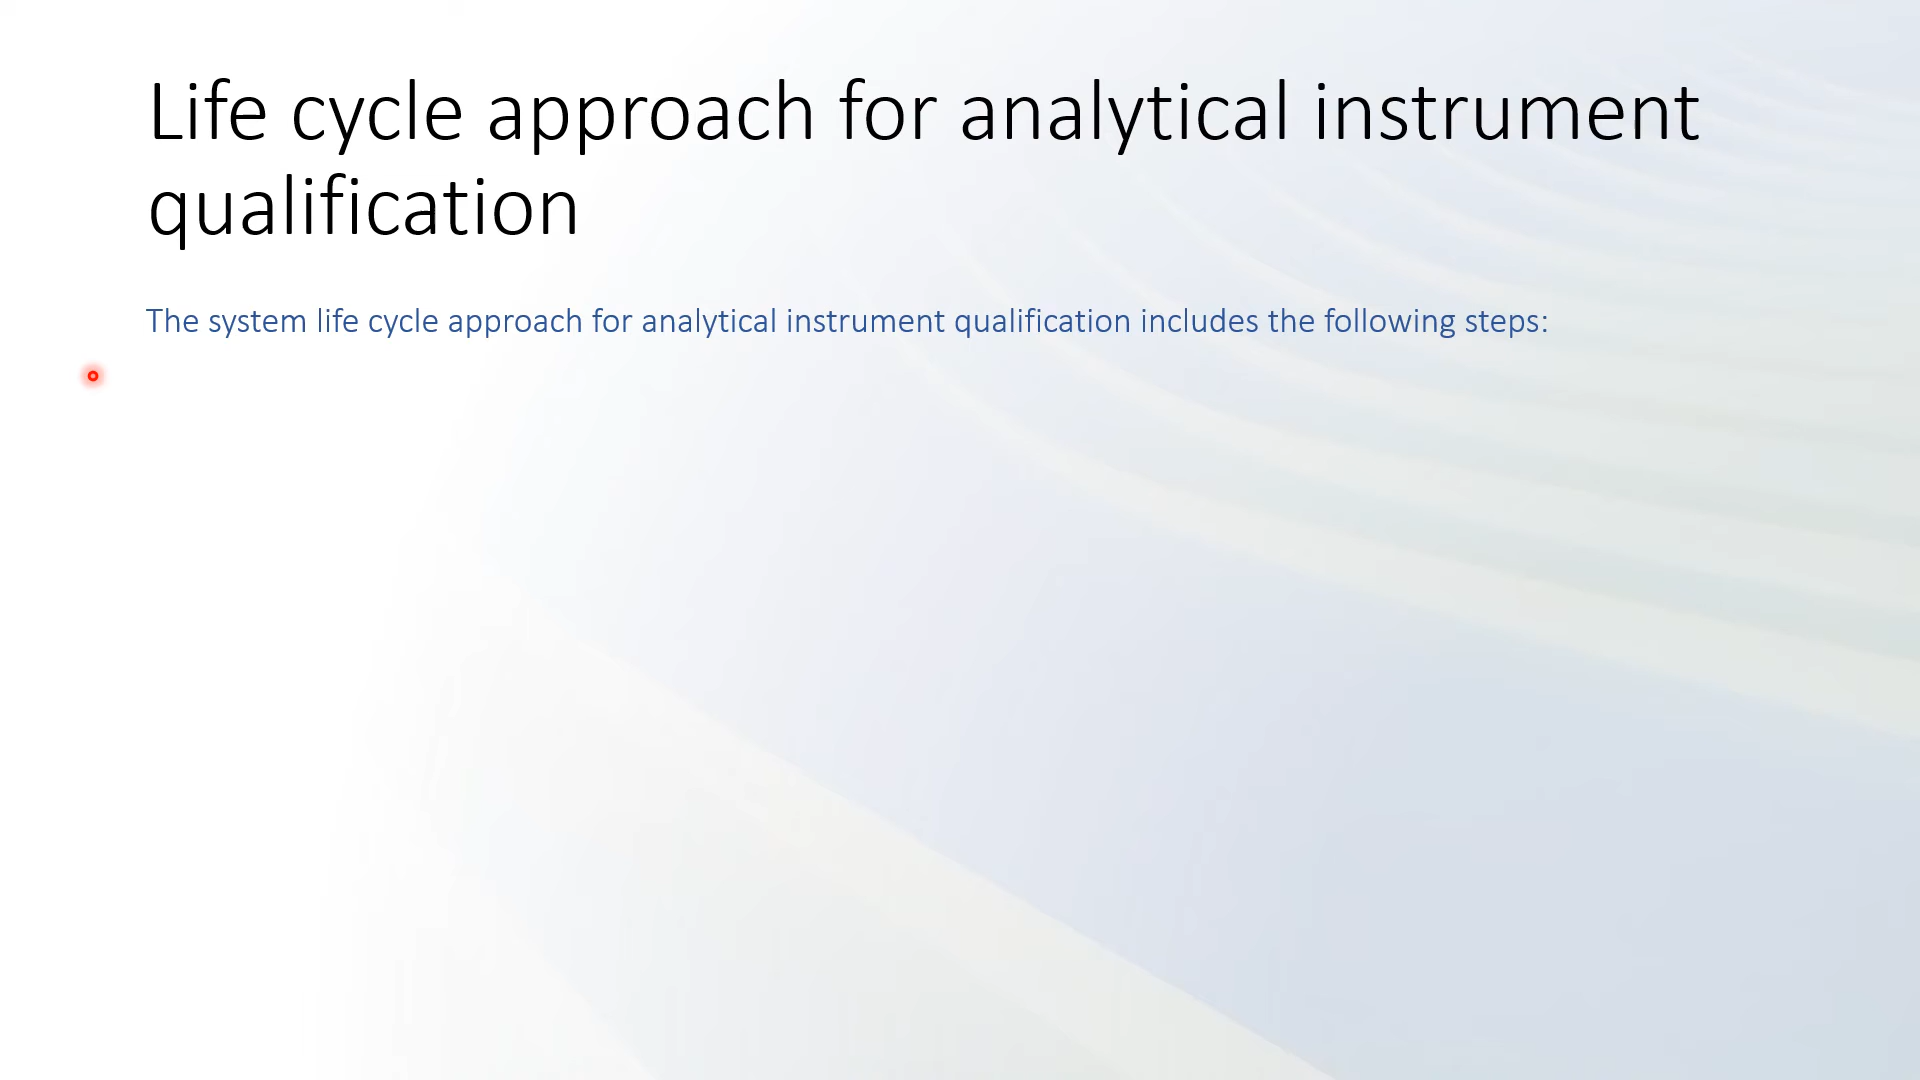 Life cycle approach for analytical instrument
qualification
The system life cycle approach for analytical instrument qualification includes the following steps: